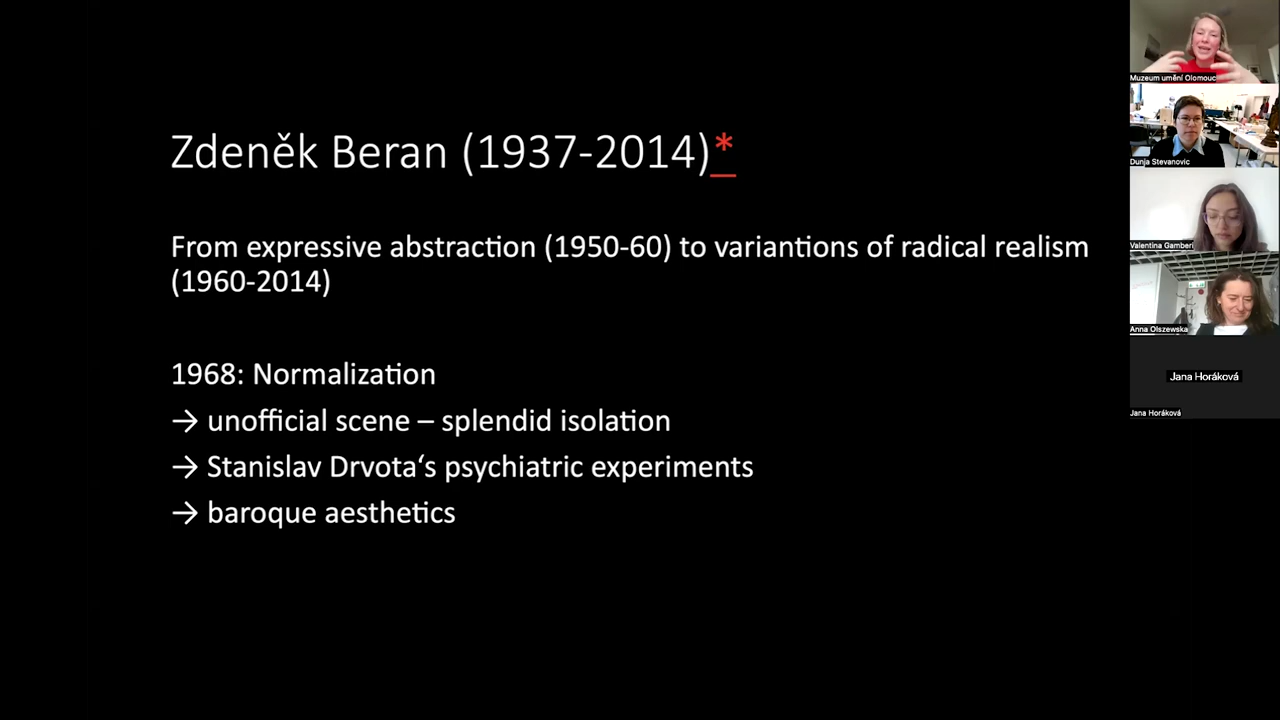 Zdeněk Beran (1937-2014)*
From expressive abstraction (1950-60) to variantions of radical realism
(1960-2014)
1968: Normalization
→ unofficial scene – splendid isolation
→ Stanislav Drvota‘s psychiatric experiments
→ baroque aesthetics
Muzeum umění Olomouc
Dunja Stevanovic
Valentina Gamberi
Anna Olszewska
Jana Horáková
Jana Horáková